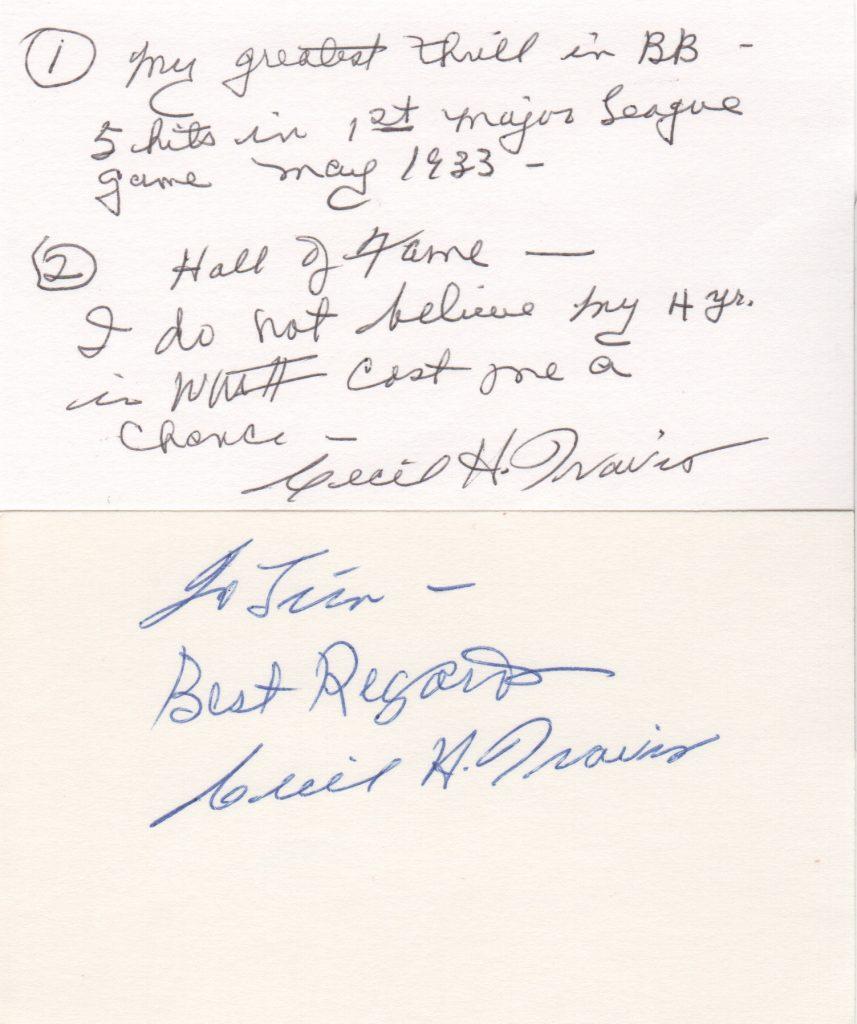 ① My greatest thrill in BB -
5 hits in 1st Major League
game May 1933 -
② Hall of Fame —
I do not believe my 4 yr.
in WWII cost me a
chance -
Cecil H. Travis
To Jim -
Best Regards
Cecil H. Travis